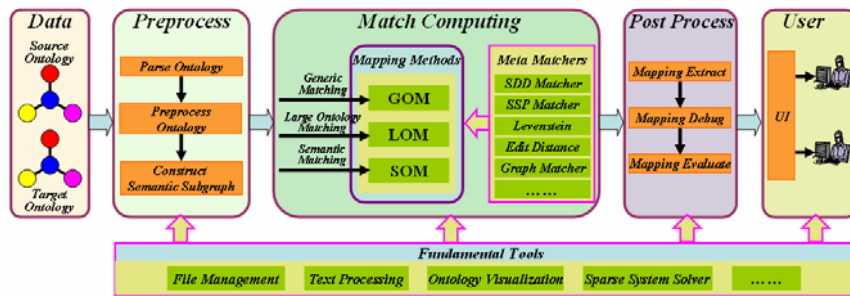 Data
Source
Ontology
Target
Ontology
Preprocess
Parse Ontology
Preprocess
Ontology
Construct
Semantic Subgraph
Match Computing
Generic
Matching
Large Ontology
Matching
Semantic
Matching
Mapping Methods
GOM
LOM
SOM
Meta Matchers
SDD Matcher
SSP Matcher
Levenstein
Edit Distance
Graph Matcher
……
Post Process
Mapping Extract
Mapping Debug
Mapping Evaluate
User
UI
Fundamental Tools
File Management
Text Processing
Ontology Visualization
Sparse System Solver
……